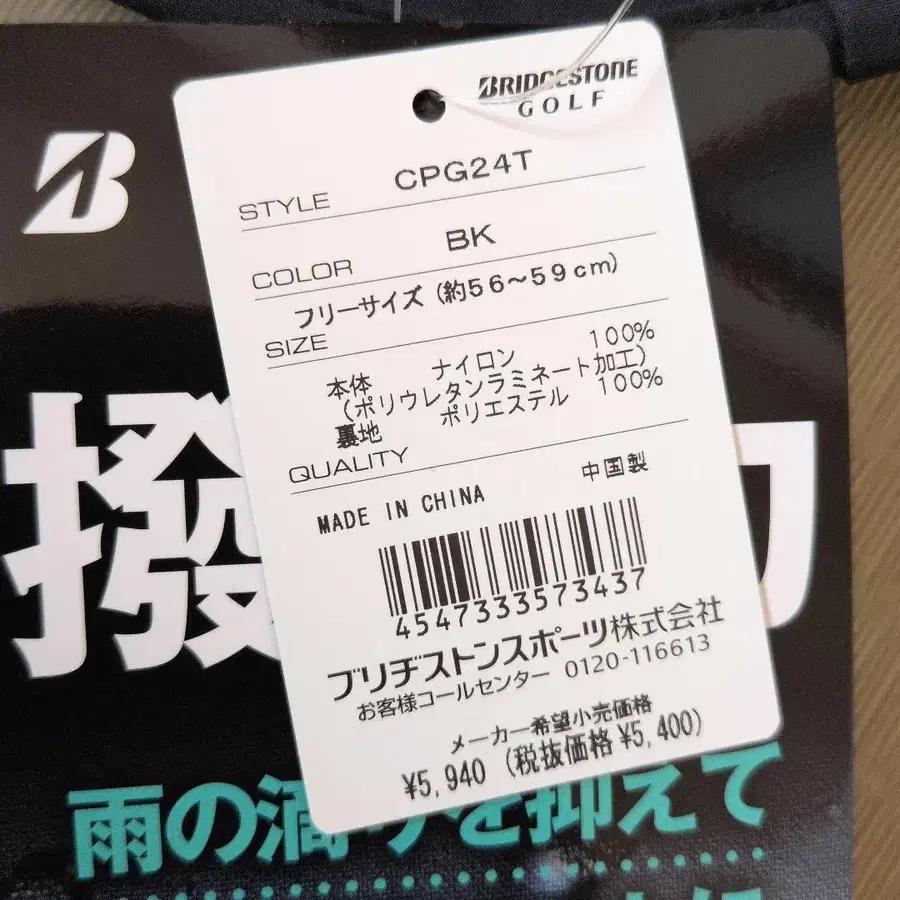 BRIDGESTONE
GOLF
B
STYLE CPG24T
COLOR BK
フリーサイズ (約56~59cm)
SIZE
本体 ナイロン 100%
(ポリウレタンラミネート加工)
裏地 ポリエステル 100%
QUALITY
MADE IN CHINA 中国製
4547333573437
ブリヂストンスポーツ株式会社
お客様コールセンター 0120-116613
メーカー希望小売価格
¥5,940 (税抜価格 ¥5,400)
撥
雨の滴りを抑えて